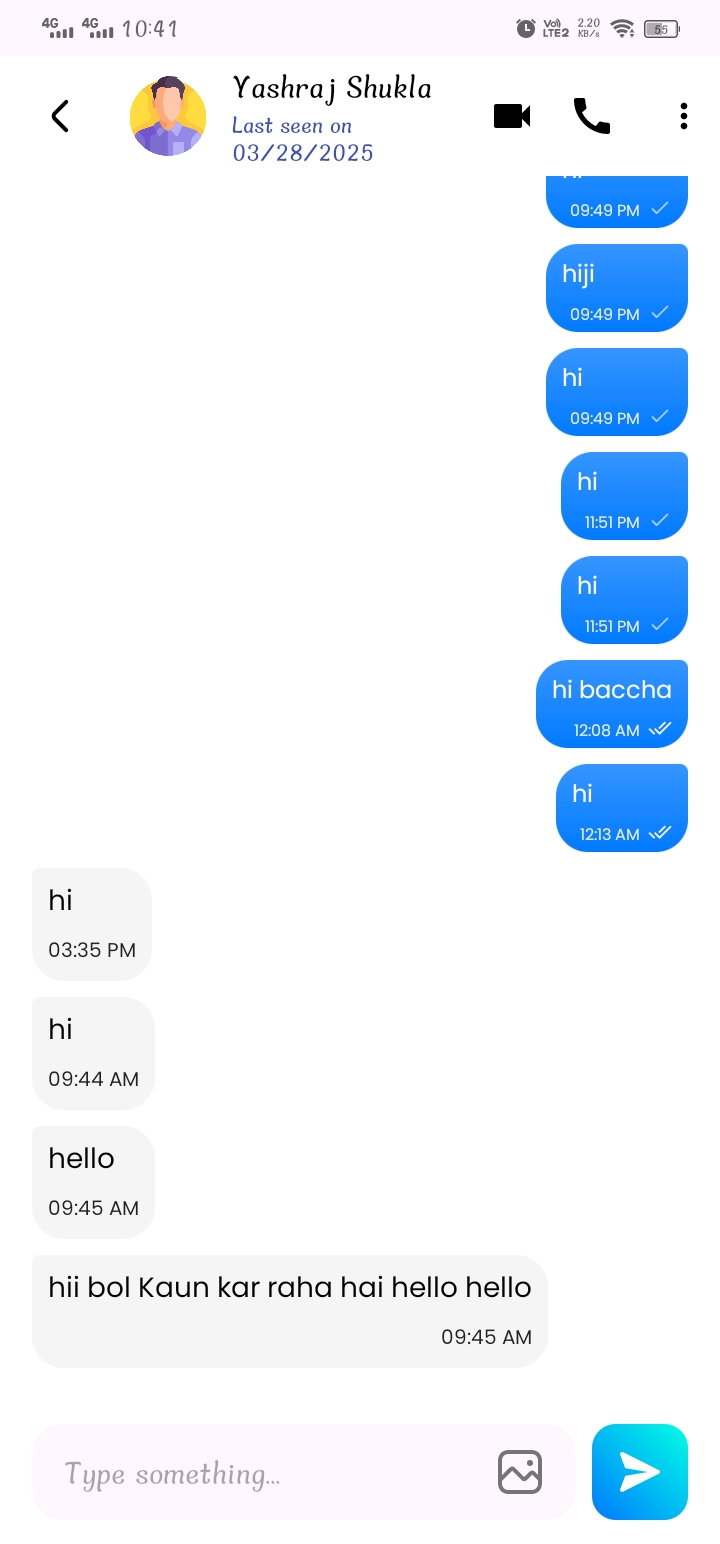 4G 4G 10:41 Vo) LTE2 2.20 KB/s 55
Yashraj Shukla
Last seen on
03/28/2025
09:49 PM
hiji
09:49 PM
hi
09:49 PM
hi
11:51 PM
hi
11:51 PM
hi baccha
12:08 AM
hi
12:13 AM
hi
03:35 PM
hi
09:44 AM
hello
09:45 AM
hii bol Kaun kar raha hai hello hello
09:45 AM
Type something...